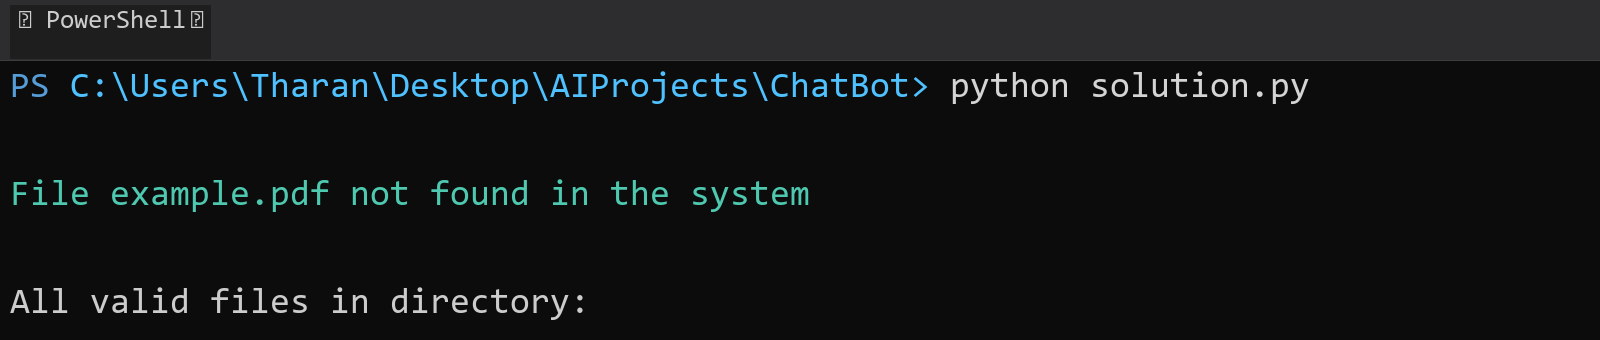 PowerShell
PS C:\Users\Tharan\Desktop\AIProjects\ChatBot> python solution.py
File example.pdf not found in the system
All valid files in directory: